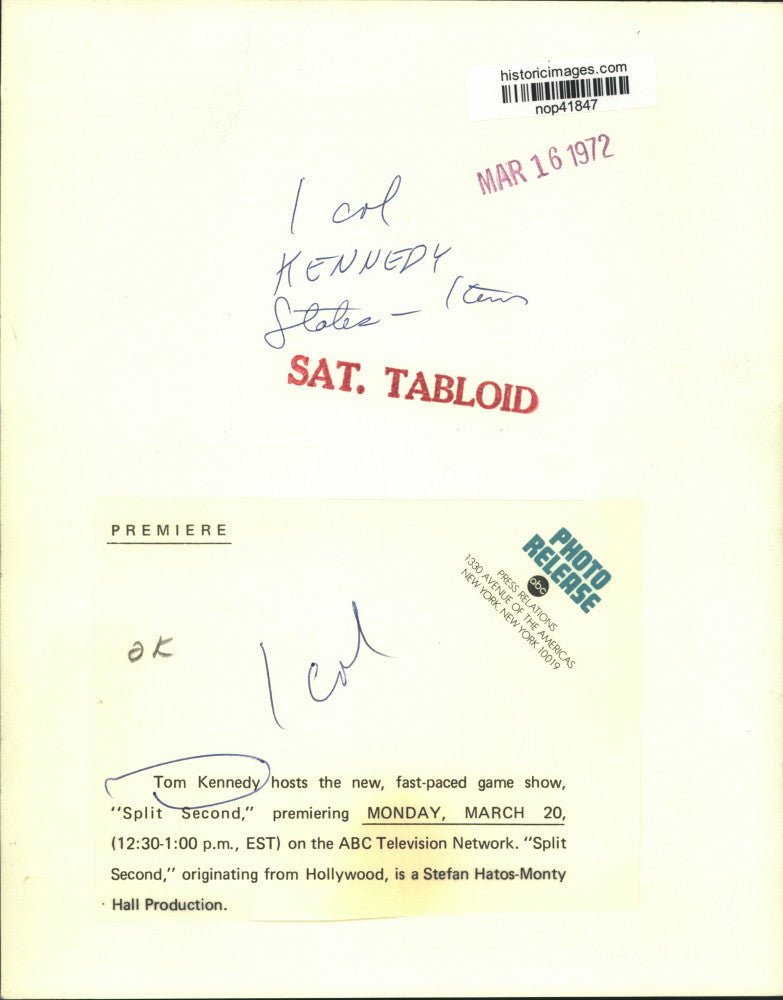 historicimages.com
nop41847
MAR 16 1972
1 col
KENNEDY
States - Item
SAT. TABLOID
PREMIERE
PHOTO
RELEASE
abc
PRESS RELATIONS
1330 AVENUE OF THE AMERICAS
NEW YORK, NEW YORK 10019
OK
1 col
Tom Kennedy hosts the new, fast-paced game show,
"Split Second," premiering MONDAY, MARCH 20,
(12:30-1:00 p.m., EST) on the ABC Television Network. "Split
Second," originating from Hollywood, is a Stefan Hatos-Monty
Hall Production.